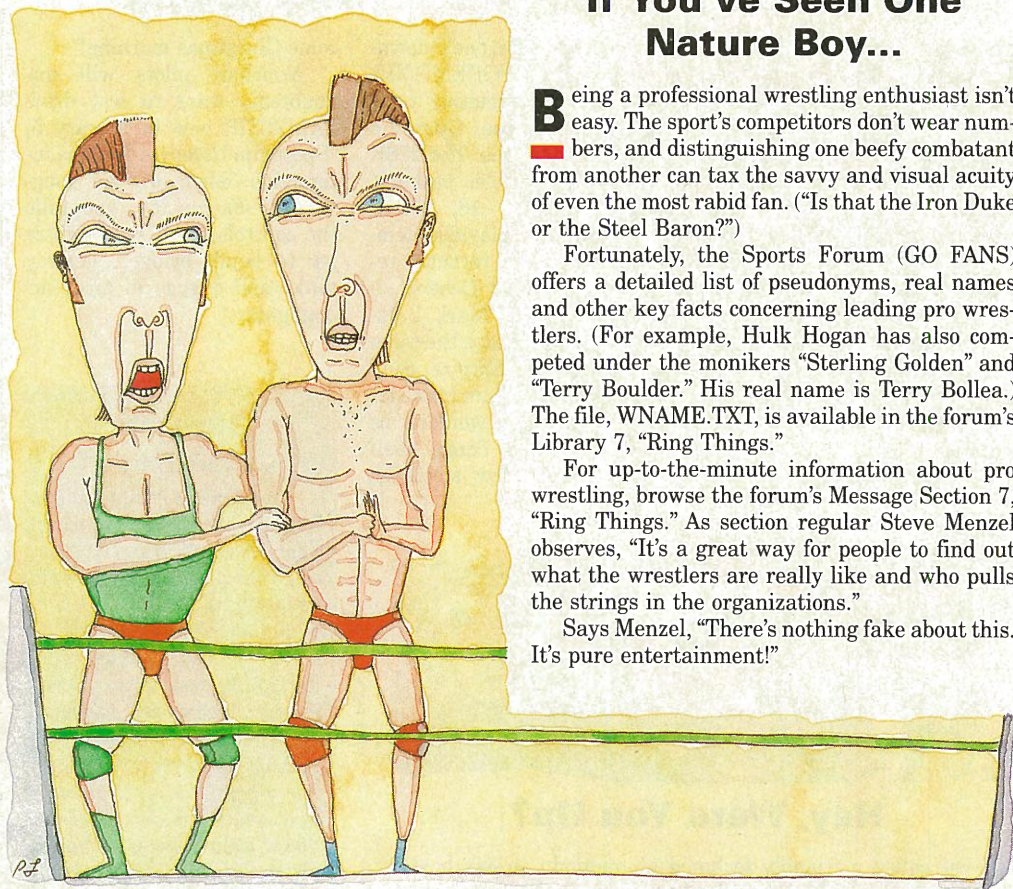 If You've Seen One
Nature Boy...
Being a professional wrestling enthusiast isn't
easy. The sport's competitors don't wear num-
bers, and distinguishing one beefy combatant
from another can tax the savvy and visual acuity
of even the most rabid fan. (“Is that the Iron Duke
or the Steel Baron?”)
Fortunately, the Sports Forum (GO FANS)
offers a detailed list of pseudonyms, real names
and other key facts concerning leading pro wres-
tlers. (For example, Hulk Hogan has also com-
peted under the monikers “Sterling Golden” and
“Terry Boulder.” His real name is Terry Bollea.)
The file, WNAME.TXT, is available in the forum's
Library 7, “Ring Things.”
For up-to-the-minute information about pro
wrestling, browse the forum's Message Section 7,
“Ring Things.” As section regular Steve Menzel
observes, “It's a great way for people to find out
what the wrestlers are really like and who pulls
the strings in the organizations.”
Says Menzel, “There's nothing fake about this.
It's pure entertainment!”